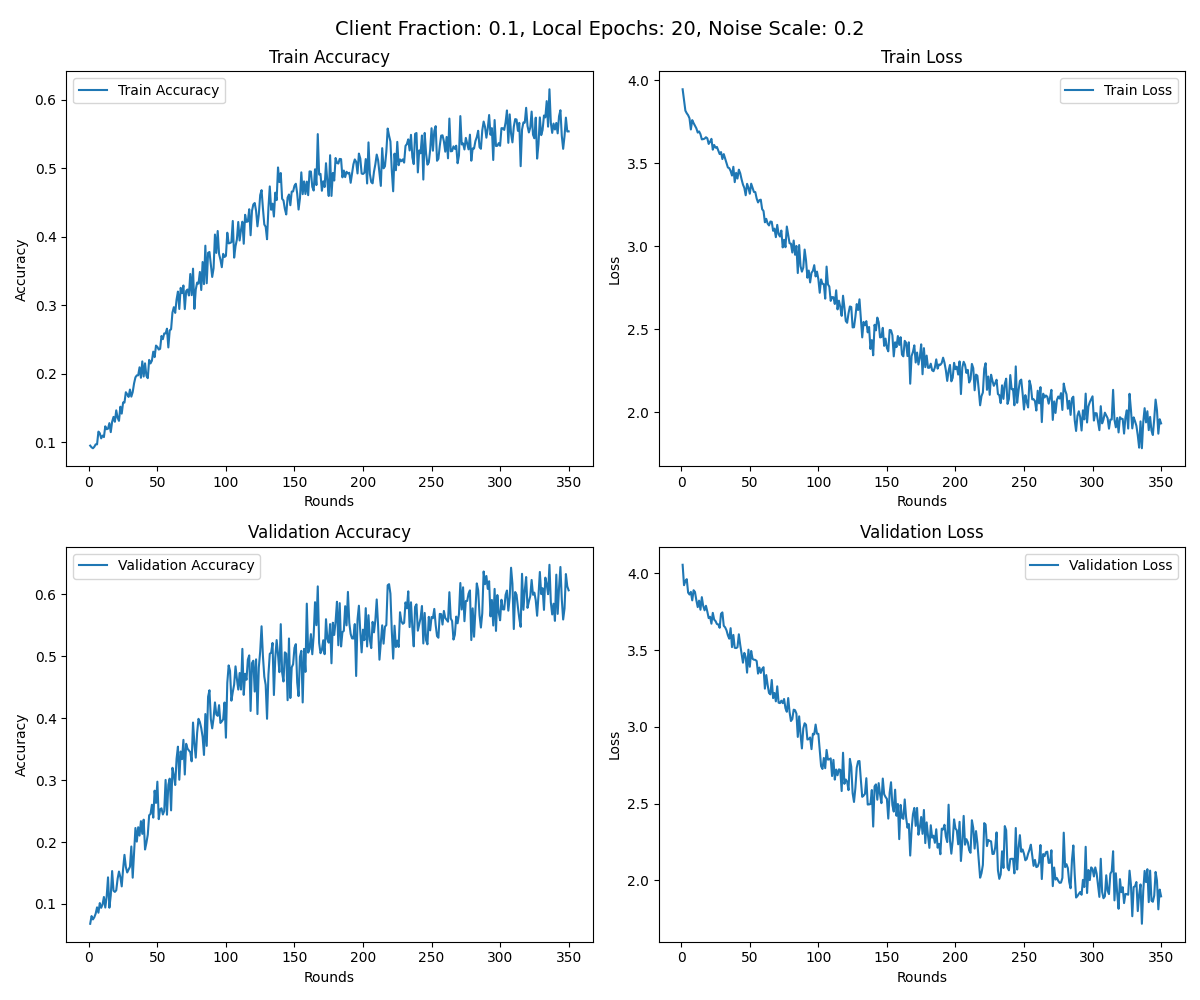 Client Fraction: 0.1, Local Epochs: 20, Noise Scale: 0.2
Train Accuracy
Train Accuracy
0.6
0.5
0.4
0.3
0.2
0.1
Accuracy
0 50 100 150 200 250 300 350
Rounds
Train Loss
Train Loss
4.0
3.5
3.0
2.5
2.0
Loss
0 50 100 150 200 250 300 350
Rounds
Validation Accuracy
Validation Accuracy
0.6
0.5
0.4
0.3
0.2
0.1
Accuracy
0 50 100 150 200 250 300 350
Rounds
Validation Loss
Validation Loss
4.0
3.5
3.0
2.5
2.0
Loss
0 50 100 150 200 250 300 350
Rounds